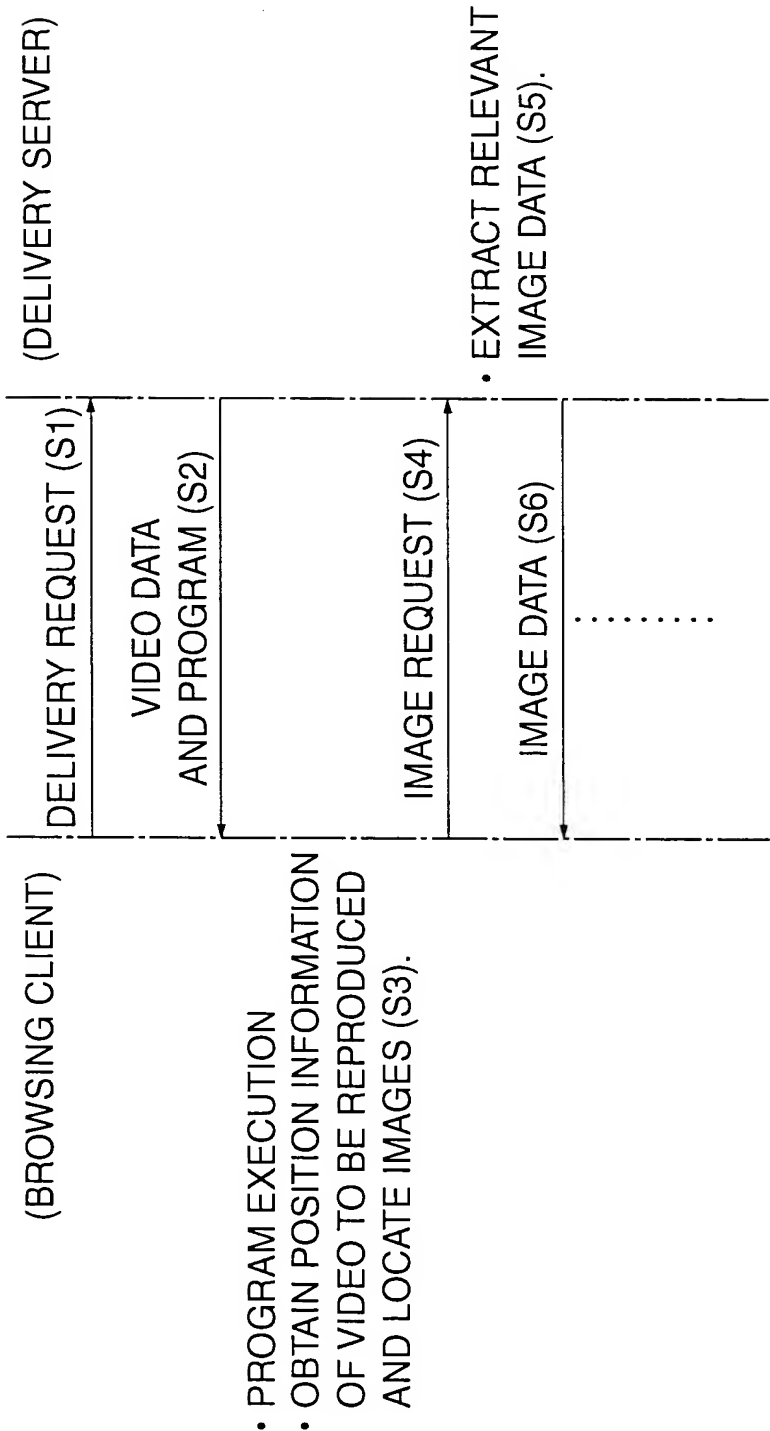 (BROWSING CLIENT)
(DELIVERY SERVER)
DELIVERY REQUEST (S1)
VIDEO DATA
AND PROGRAM (S2)
• PROGRAM EXECUTION
• OBTAIN POSITION INFORMATION
OF VIDEO TO BE REPRODUCED
AND LOCATE IMAGES (S3).
IMAGE REQUEST (S4)
• EXTRACT RELEVANT
IMAGE DATA (S5).
IMAGE DATA (S6)